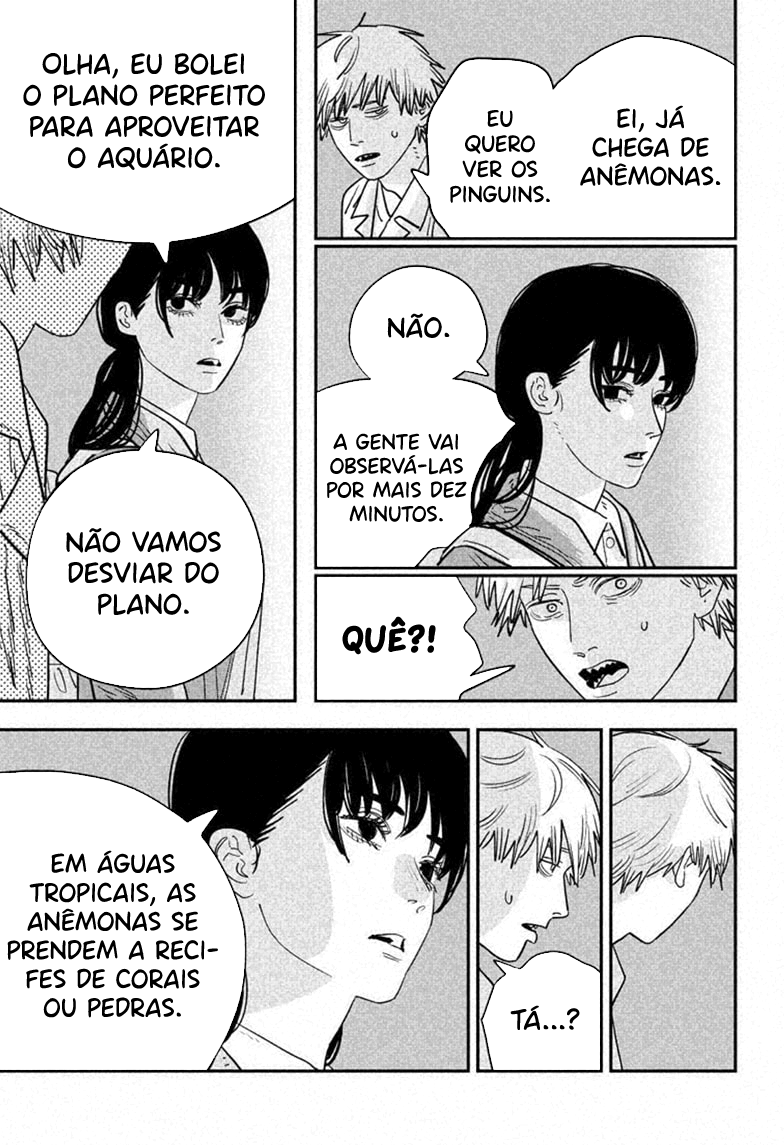 EI, JÁ
CHEGA DE
ANÊMONAS.
EU
QUERO
VER OS
PINGUINS.
NÃO.
A GENTE VAI
OBSERVÁ-LAS
POR MAIS DEZ
MINUTOS.
QUÊ?!
OLHA, EU BOLEI
O PLANO PERFEITO
PARA APROVEITAR
O AQUÁRIO.
NÃO VAMOS
DESVIAR DO
PLANO.
TÁ...?
EM ÁGUAS
TROPICAIS, AS
ANÊMONAS SE
PRENDEM A RECI-
FES DE CORAIS
OU PEDRAS.